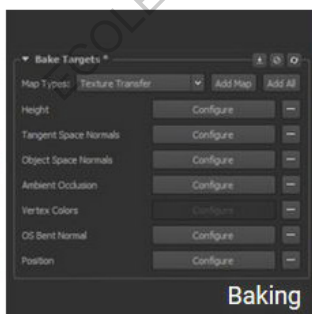 Bake Targets *
Map Types: Texture Transfer Add Map Add All
Height Configure
Tangent Space Normals Configure
Object Space Normals Configure
Ambient Occlusion Configure
Vertex Colors Configure
OS Bent Normal Configure
Position Configure
Baking